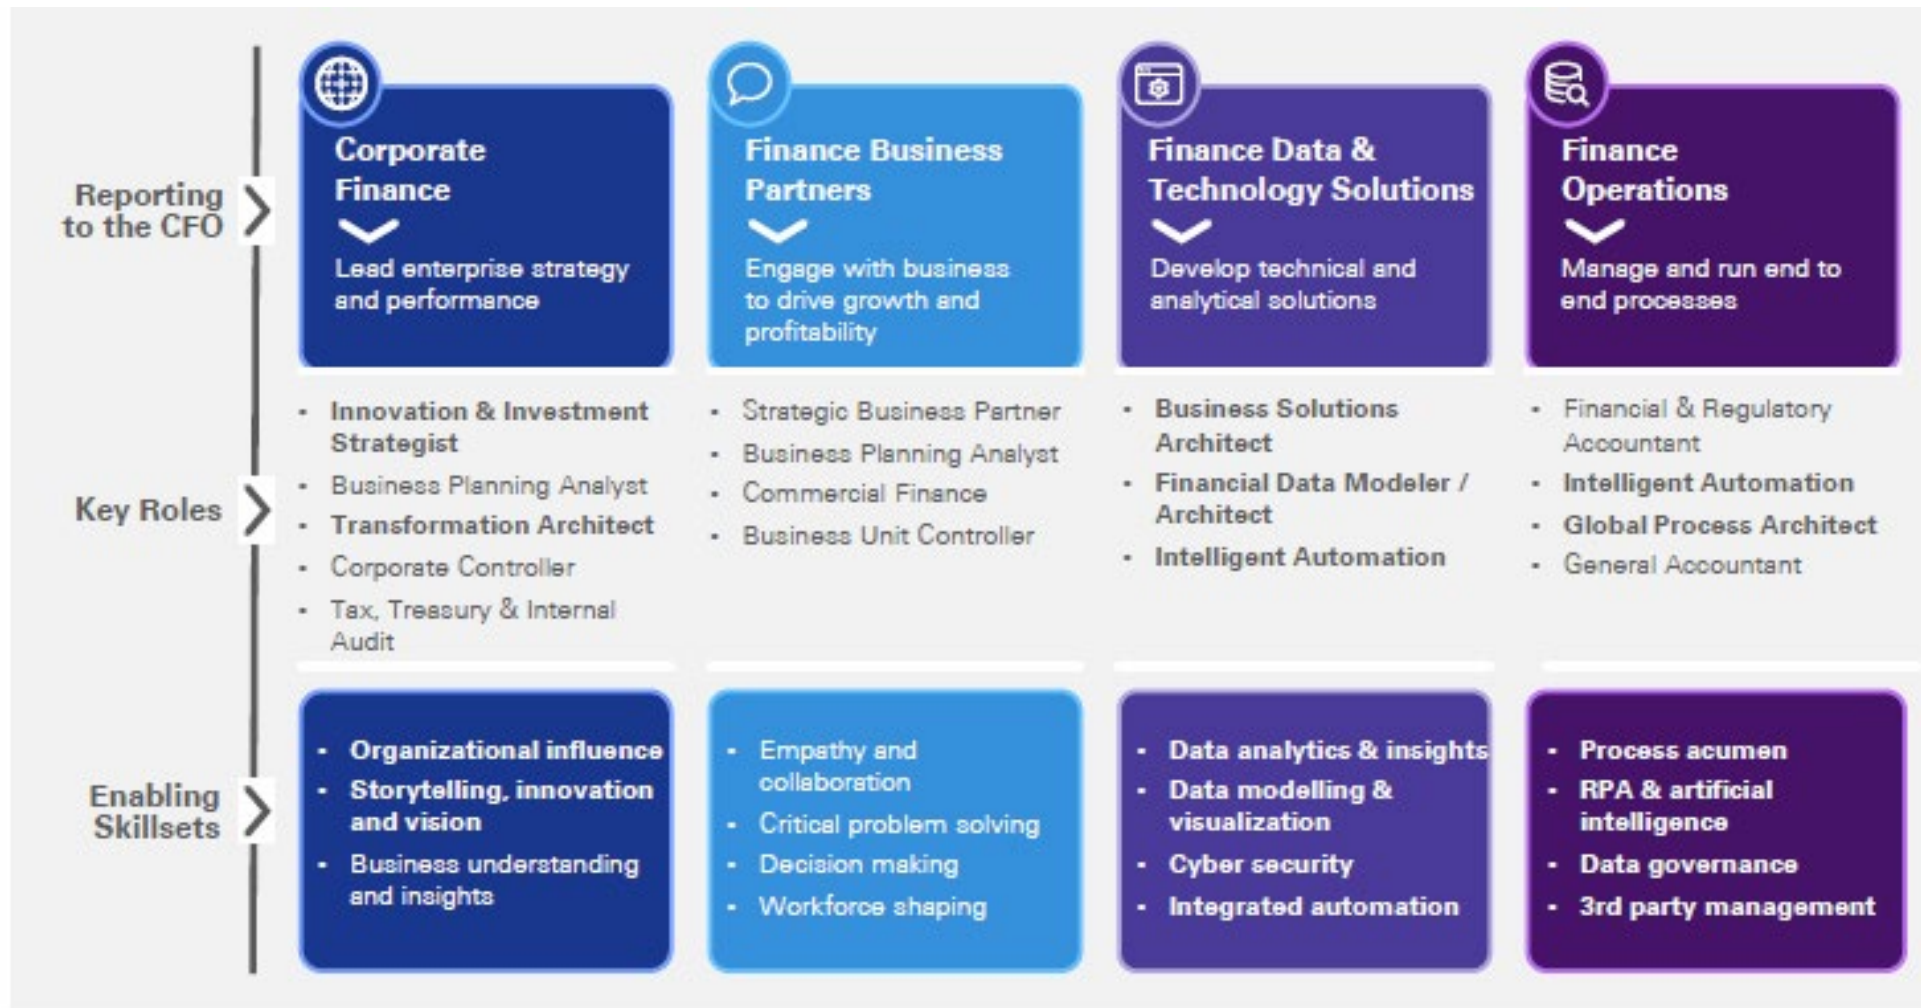 Reporting
to the CFO
Corporate
Finance
Lead enterprise strategy
and performance
Finance Business
Partners
Engage with business
to drive growth and
profitability
Finance Data &
Technology Solutions
Develop technical and
analytical solutions
Finance
Operations
Manage and run end to
end processes
Key Roles
• Innovation & Investment
Strategist
• Business Planning Analyst
• Transformation Architect
• Corporate Controller
• Tax, Treasury & Internal
Audit
• Strategic Business Partner
• Business Planning Analyst
• Commercial Finance
• Business Unit Controller
• Business Solutions
Architect
• Financial Data Modeler /
Architect
• Intelligent Automation
• Financial & Regulatory
Accountant
• Intelligent Automation
• Global Process Architect
• General Accountant
Enabling
Skillsets
• Organizational influence
• Storytelling, innovation
and vision
• Business understanding
and insights
• Empathy and
collaboration
• Critical problem solving
• Decision making
• Workforce shaping
• Data analytics & insights
• Data modelling &
visualization
• Cyber security
• Integrated automation
• Process acumen
• RPA & artificial
intelligence
• Data governance
• 3rd party management